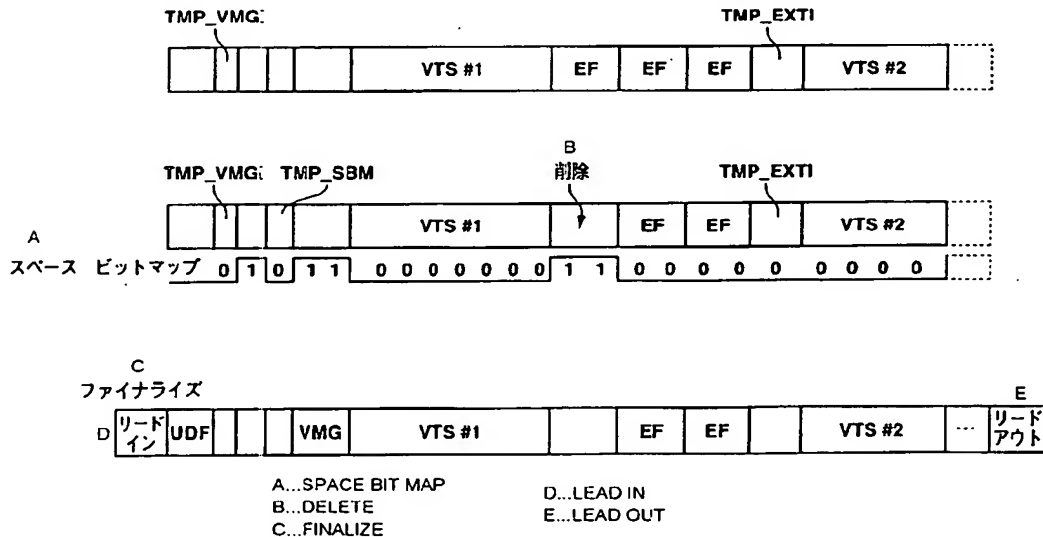 TMP_VMGI TMP_EXTI
VTS #1 EF EF EF VTS #2
B
削除
TMP_VMGI TMP_SBM TMP_EXTI
VTS #1 EF EF VTS #2
A
スペース ビットマップ 0 1 0 1 1 0 0 0 0 0 0 0 1 1 0 0 0 0 0 0 0 0 0
C
ファイナライズ
E
D リードイン UDF VMG VTS #1 EF EF VTS #2 ... リードアウト
A...SPACE BIT MAP
B...DELETE
C...FINALIZE
D...LEAD IN
E...LEAD OUT